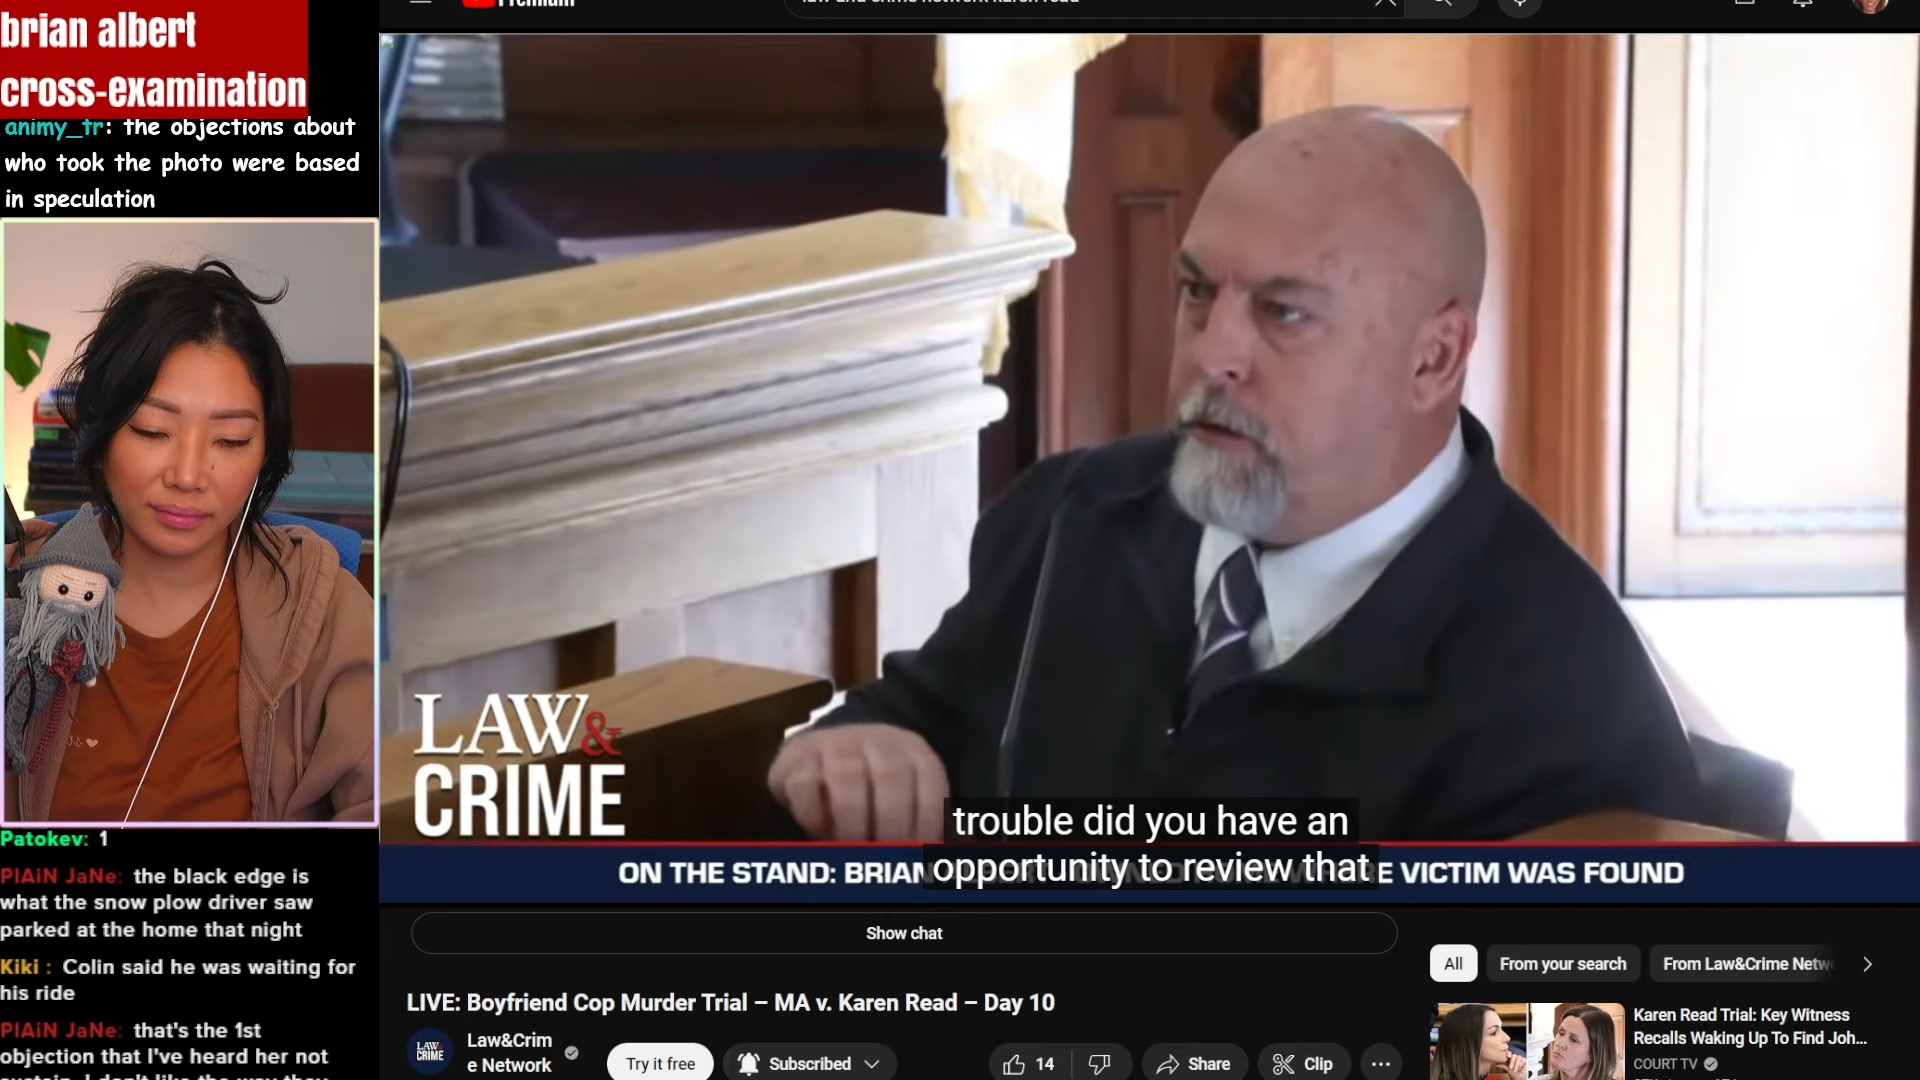 brian albert
cross-examination
animy_tr: the objections about
who took the photo were based
in speculation
Patokev: 1
PlAiN JaNe: the black edge is
what the snow plow driver saw
parked at the home that night
Kiki : Colin said he was waiting for
his ride
PlAiN JaNe: that's the 1st
objection that I've heard her not
Premium
LAW&
CRIME
trouble did you have an
opportunity to review that
ON THE STAND: BRIAN
VICTIM WAS FOUND
Show chat
LIVE: Boyfriend Cop Murder Trial – MA v. Karen Read – Day 10
LAW&
CRIME
Law&Crim
e Network
Try it free
Subscribed
14
Share
Clip
All
From your search
From Law&Crime Netw
Karen Read Trial: Key Witness
Recalls Waking Up To Find Joh...
COURT TV